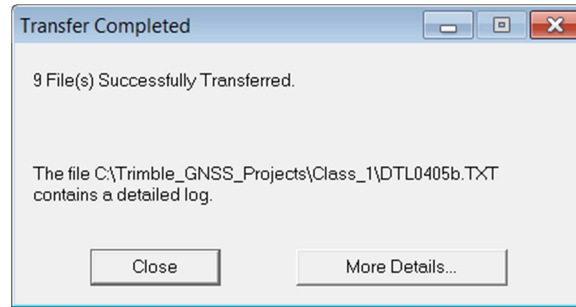 Transfer Completed
9 File(s) Successfully Transferred.
The file C:\Trimble_GNSS_Projects\Class_1\DTL0405b.TXT
contains a detailed log.
Close
More Details...